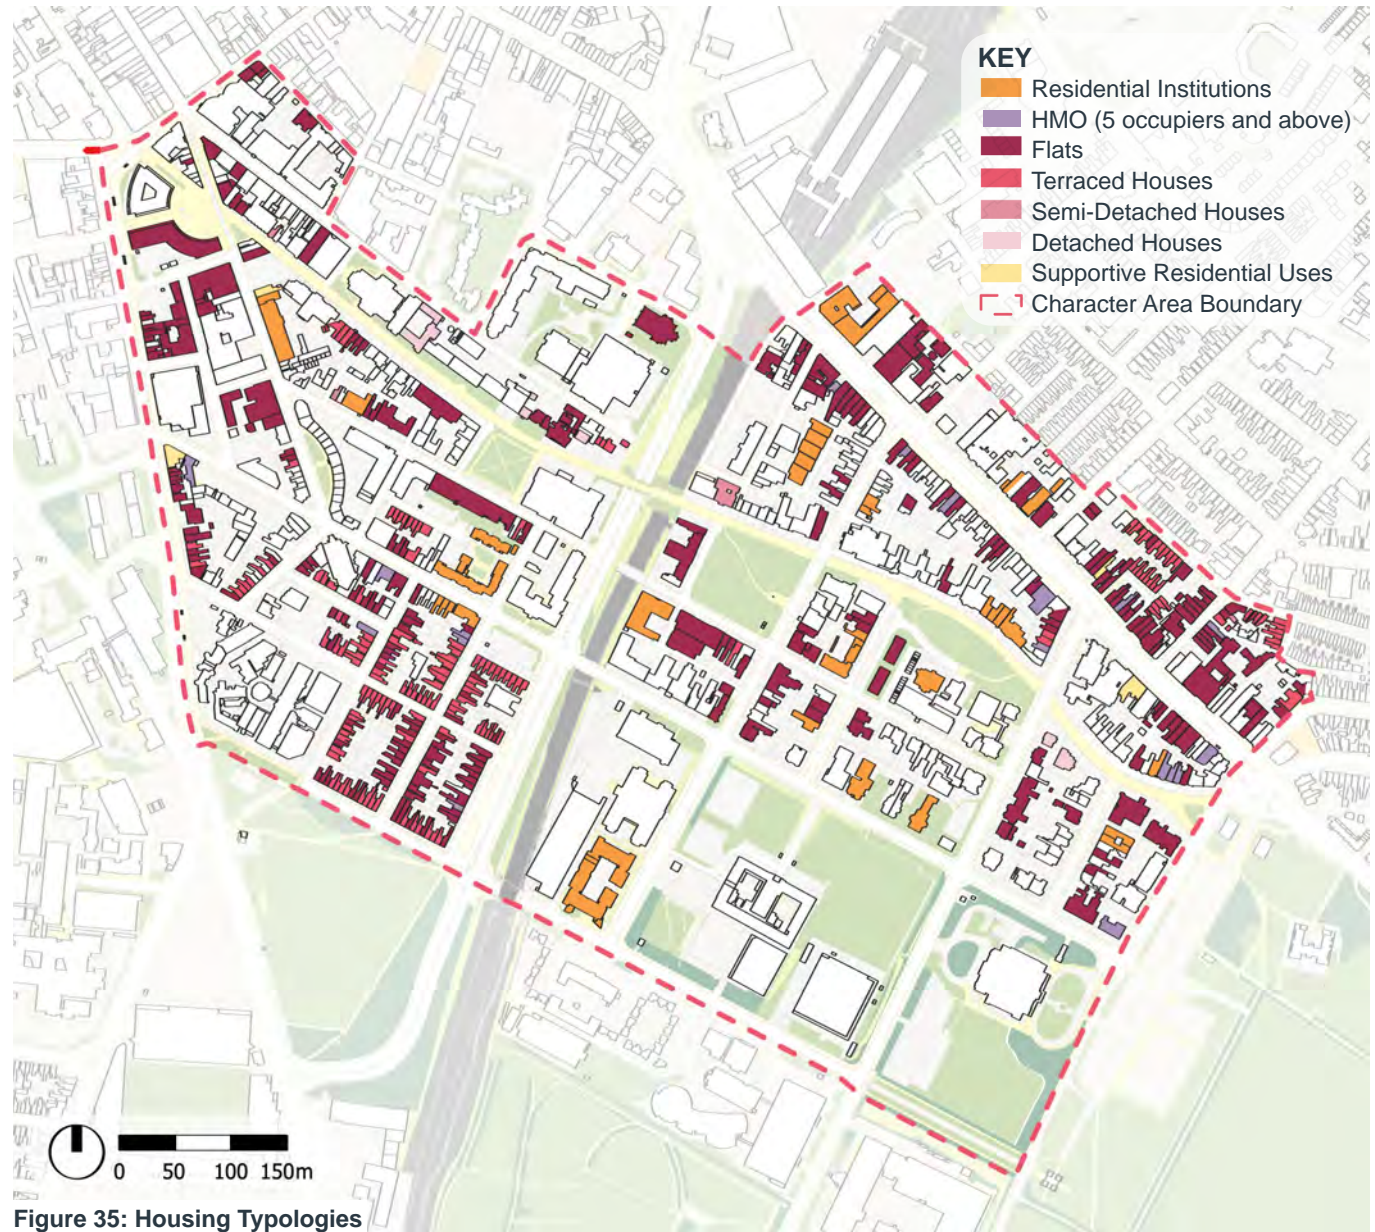 KEY
Residential Institutions
HMO (5 occupiers and above)
Flats
Terraced Houses
Semi-Detached Houses
Detached Houses
Supportive Residential Uses
Character Area Boundary
0 50 100 150m
Figure 35: Housing Typologies